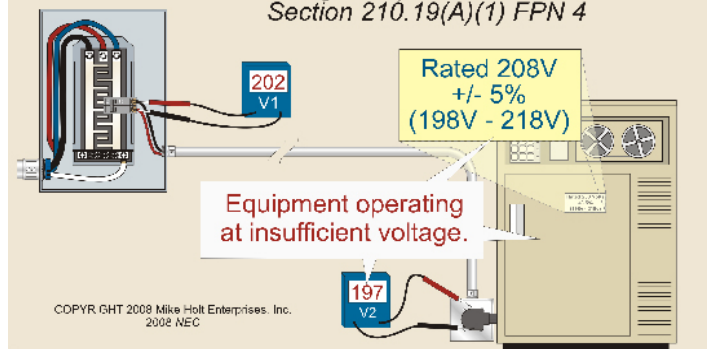 Section 210.19(A)(1) FPN 4
202
V1
Rated 208V
+/- 5%
(198V - 218V)
Equipment operating
at insufficient voltage.
197
V2
COPYR GHT 2008 Mike Holt Enterprises, Inc.
2008 NEC